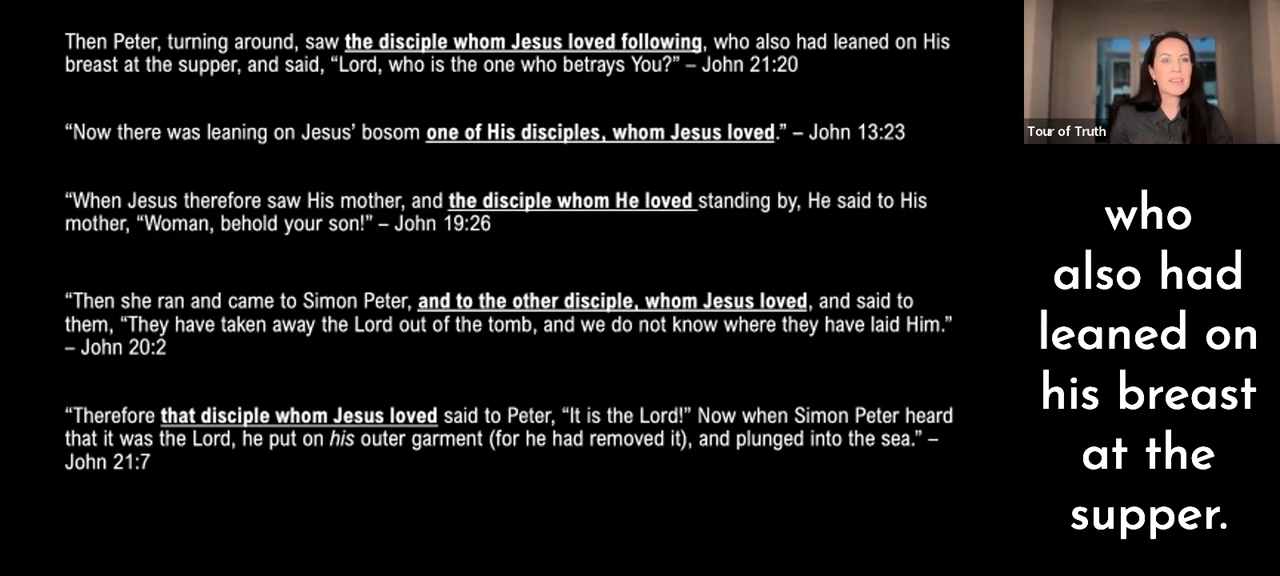 Then Peter, turning around, saw the disciple whom Jesus loved following, who also had leaned on His
breast at the supper, and said, “Lord, who is the one who betrays You?” – John 21:20
“Now there was leaning on Jesus’ bosom one of His disciples, whom Jesus loved.” – John 13:23
“When Jesus therefore saw His mother, and the disciple whom He loved standing by, He said to His
mother, “Woman, behold your son!” – John 19:26
“Then she ran and came to Simon Peter, and to the other disciple, whom Jesus loved, and said to
them, “They have taken away the Lord out of the tomb, and we do not know where they have laid Him.”
– John 20:2
“Therefore that disciple whom Jesus loved said to Peter, “It is the Lord!” Now when Simon Peter heard
that it was the Lord, he put on his outer garment (for he had removed it), and plunged into the sea.” –
John 21:7
Tour of Truth
who
also had
leaned on
his breast
at the
supper.